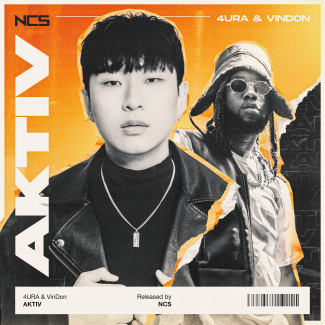 NCS
4URA & VINDON
AKTIV
4URA & VinDon
AKTIV
Released by
NCS